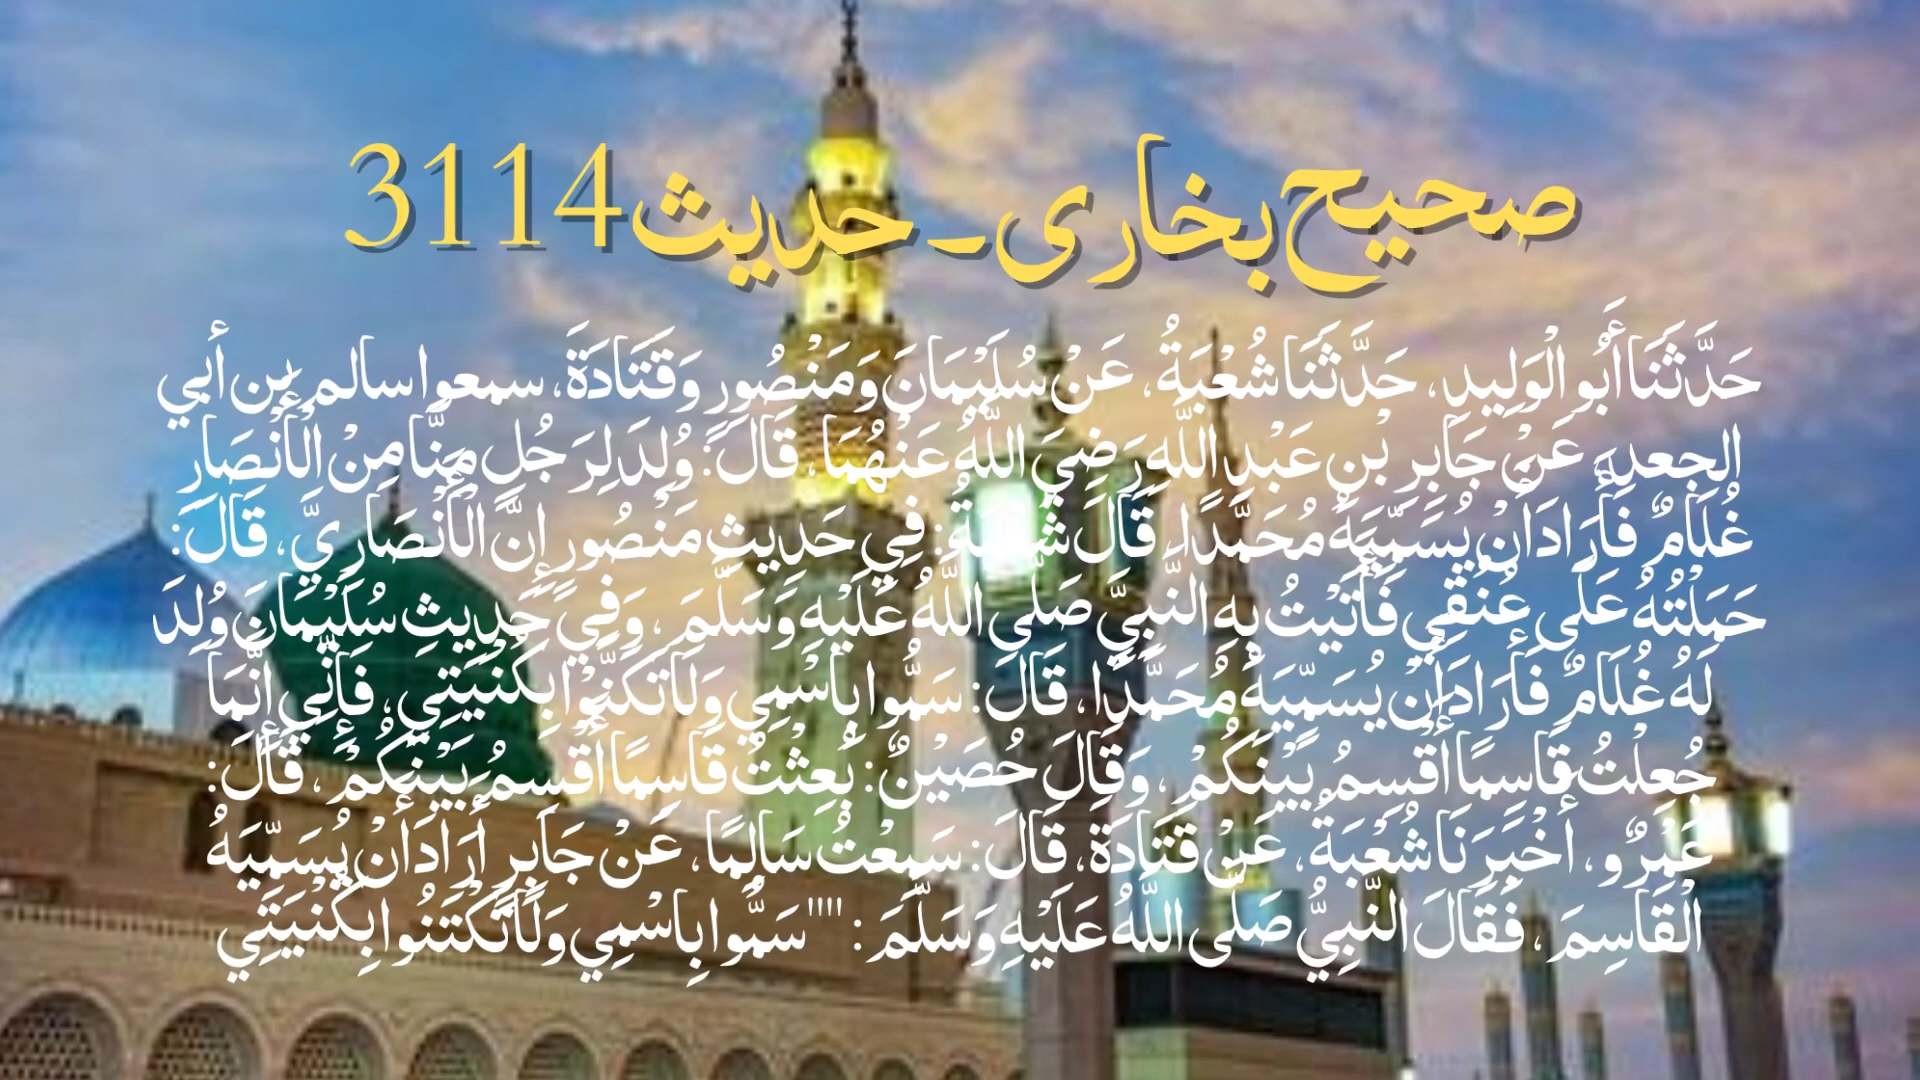 صحیح بخاری ۔ حدیث 3114
حَدَّثَنَا أَبُو الْوَلِيدِ، حَدَّثَنَا شُعْبَةُ، عَنْ سُلَيْمَانَ وَمَنْصُورٍ وَقَتَادَةَ، سمعوا سالم بن أبي
الجعد، عَنْ جَابِرِ بْنِ عَبْدِ اللَّهِ رَضِيَ اللَّهُ عَنْهُمَا، قَالَ: وُلِدَ لِرَجُلٍ مِنَّا مِنْ الْأَنْصَارِ
غُلَامٌ فَأَرَادَ أَنْ يُسَمِّيَهُ مُحَمَّدًا، قَالَ شُعْبَةُ: فِي حَدِيثِ مَنْصُورٍ إِنَّ الْأَنْصَارِيَّ، قَالَ:
حَمَلْتُهُ عَلَى عُنُقِي فَأَتَيْتُ بِهِ النَّبِيَّ صَلَّى اللَّهُ عَلَيْهِ وَسَلَّمَ، وَفِي حَدِيثِ سُلَيْمَانَ وُلِدَ
لَهُ غُلَامٌ فَأَرَادَ أَنْ يُسَمِّيَهِ مُحَمَّدًا، قَالَ: سَمُّوا بِاسْمِي وَلَا تَكَنَّوْا بِكُنْيَتِي، فَإِنِّي إِنَّمَا
جُعِلْتُ قَاسِمًا أَقْسِمُ بَيْنَكُمْ، وَقَالَ حُصَيْنٌ: بُعِثْتُ قَاسِمًا أَقْسِمُ بَيْنَكُمْ، قَالَ:
عَمْرٌو، أَخْبَرَنَا شُعْبَةُ، عَنْ قَتَادَةَ، قَالَ: سَمِعْتُ سَالِمًا، عَنْ جَابِرٍ أَرَادَ أَنْ يُسَمِّيَهُ
الْقَاسِمَ، فَقَالَ النَّبِيُّ صَلَّى اللَّهُ عَلَيْهِ وَسَلَّمَ: "" سَمُّوا بِاسْمِي وَلَا تَكْتَنُوا بِكُنْيَتِي